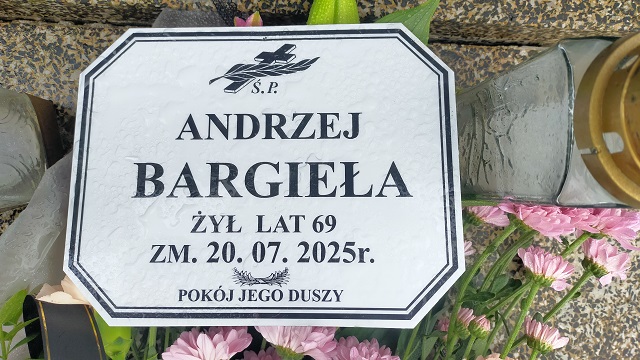 Ś.P.
ANDRZEJ
BARGIEŁA
ŻYŁ LAT 69
ZM. 20. 07. 2025r.
POKÓJ JEGO DUSZY